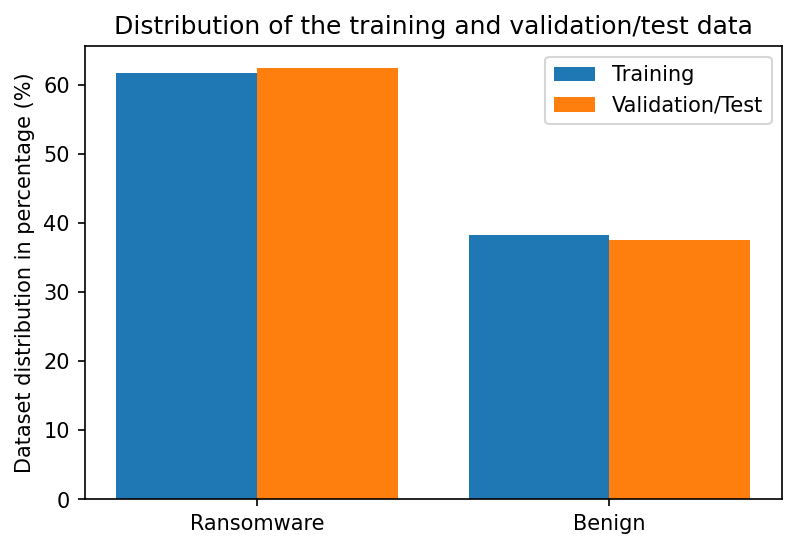 Distribution of the training and validation/test data
Dataset distribution in percentage (%)
60
50
40
30
20
10
0
Training
Validation/Test
Ransomware
Benign